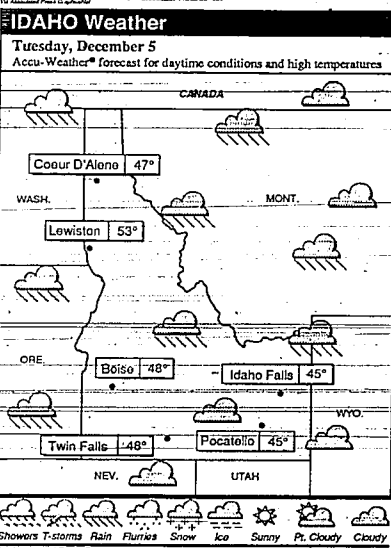 IDAHO Weather
Tuesday, December 5
Accu-Weather® forecast for daytime conditions and high temperatures
CANADA
Coeur D'Alene 47°
WASH.
MONT.
Lewiston 53°
ORE.
Boise 48°
Idaho Falls 45°
WYO.
Twin Falls 48°
Pocatello 45°
NEV.
UTAH
Showers T-storms Rain Flurries Snow Ice Sunny Pt. Cloudy Cloudy